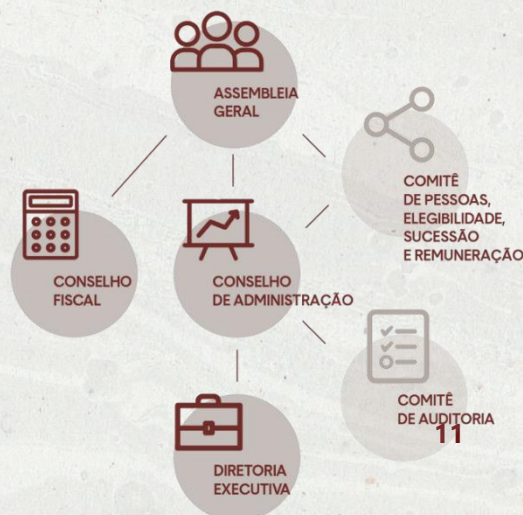 ASSEMBLEIA
GERAL
COMITÊ
DE PESSOAS,
ELEGIBILIDADE,
SUCESSÃO
E REMUNERAÇÃO
CONSELHO
FISCAL
CONSELHO
DE ADMINISTRAÇÃO
COMITÊ
DE AUDITORIA
11
DIRETORIA
EXECUTIVA